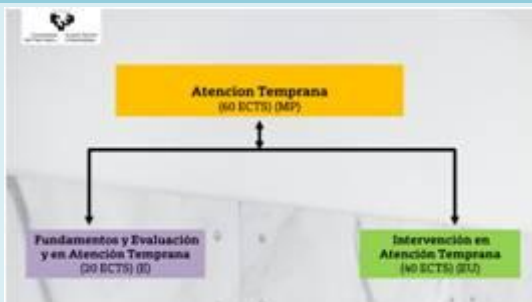 Atencion Temprana
(60 ECTS) (MP)
Fundamentos y Evaluación
y en Atención Temprana
(20 ECTS) (E)
Intervención en
Atención Temprana
(40 ECTS) (EU)